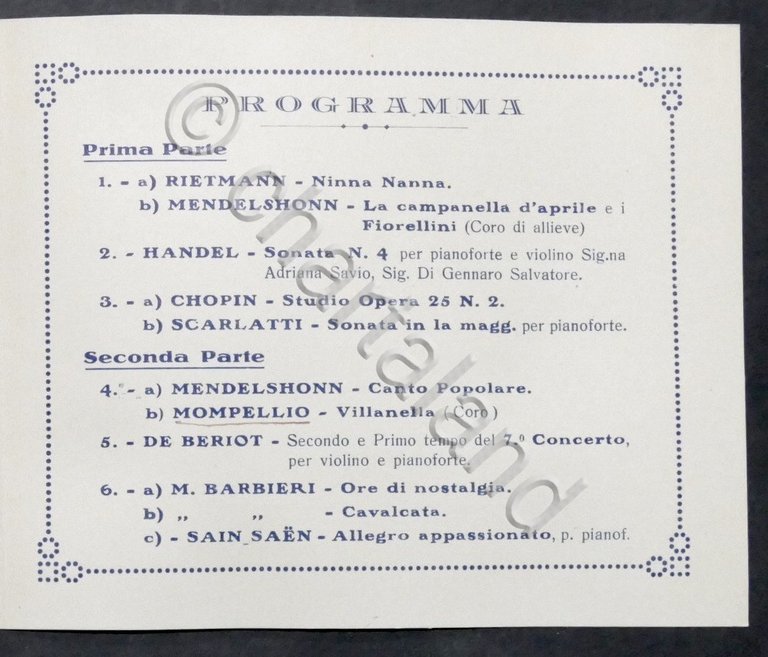 PROGRAMMA
Prima Parte
1. - a) RIETMANN - Ninna Nanna.
b) MENDELSHONN - La campanella d'aprile e i
Fiorellini (Coro di allieve)
2. - HANDEL - Sonata N. 4 per pianoforte e violino Sig.na
Adriana Savio, Sig. Di Gennaro Salvatore.
3. - a) CHOPIN - Studio Opera 25 N. 2.
b) SCARLATTI - Sonata in la magg. per pianoforte.
Seconda Parte
4. - a) MENDELSHONN - Canto Popolare.
b) MOMPELLIO - Villanella (Coro)
5. - DE BERIOT - Secondo e Primo tempo del 7.º Concerto,
per violino e pianoforte.
6. - a) M. BARBIERI - Ore di nostalgia.
b) ,, ,, - Cavalcata.
c) - SAIN SAËN - Allegro appassionato, p. pianof.
© chartaland